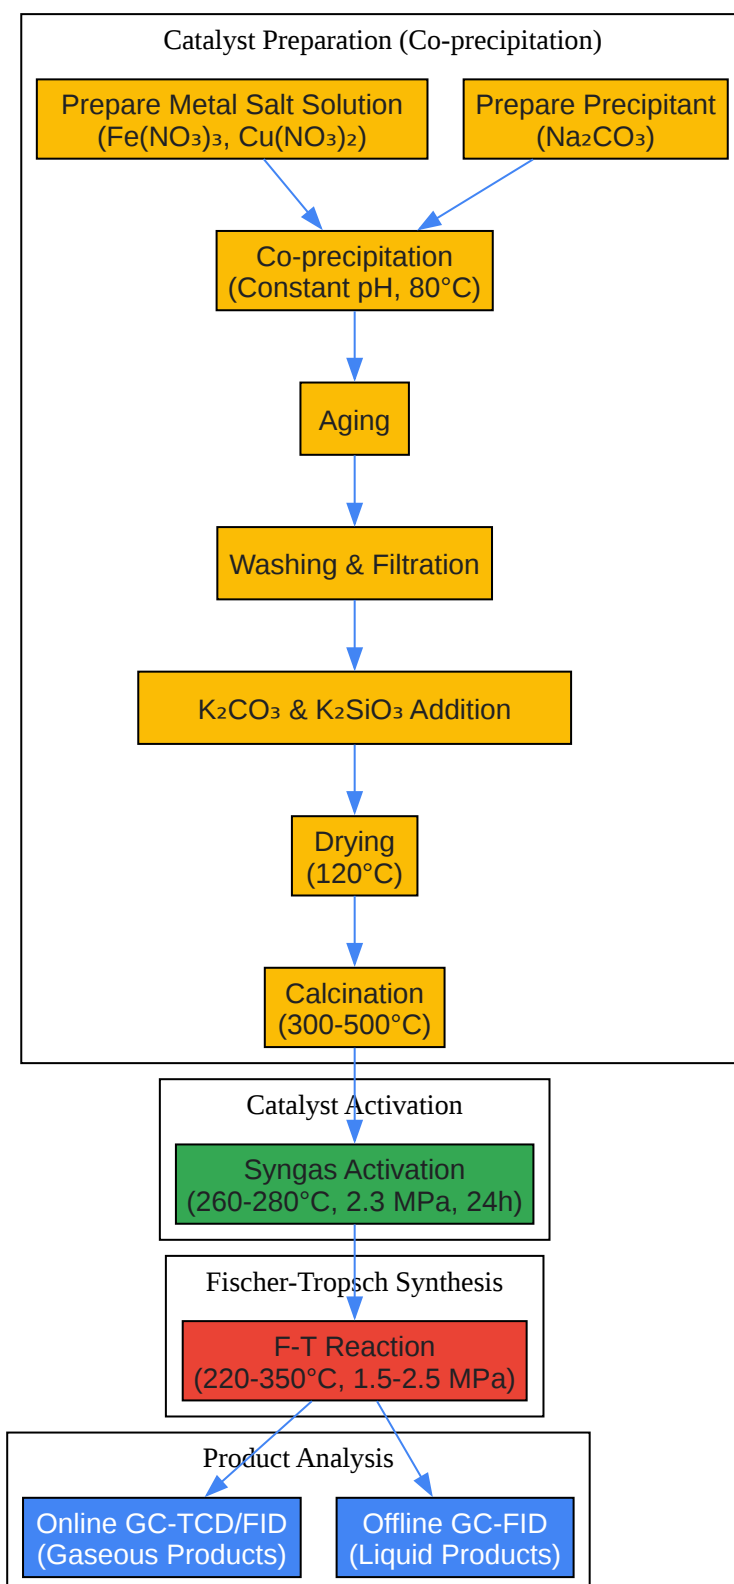 Catalyst Preparation (Co-precipitation)
Prepare Metal Salt Solution
(Fe(NO₃)₃, Cu(NO₃)₂)
Prepare Precipitant
(Na₂CO₃)
Co-precipitation
(Constant pH, 80°C)
Aging
Washing & Filtration
K₂CO₃ & K₂SiO₃ Addition
Drying
(120°C)
Calcination
(300-500°C)
Catalyst Activation
Syngas Activation
(260-280°C, 2.3 MPa, 24h)
Fischer-Tropsch Synthesis
F-T Reaction
(220-350°C, 1.5-2.5 MPa)
Product Analysis
Online GC-TCD/FID
(Gaseous Products)
Offline GC-FID
(Liquid Products)